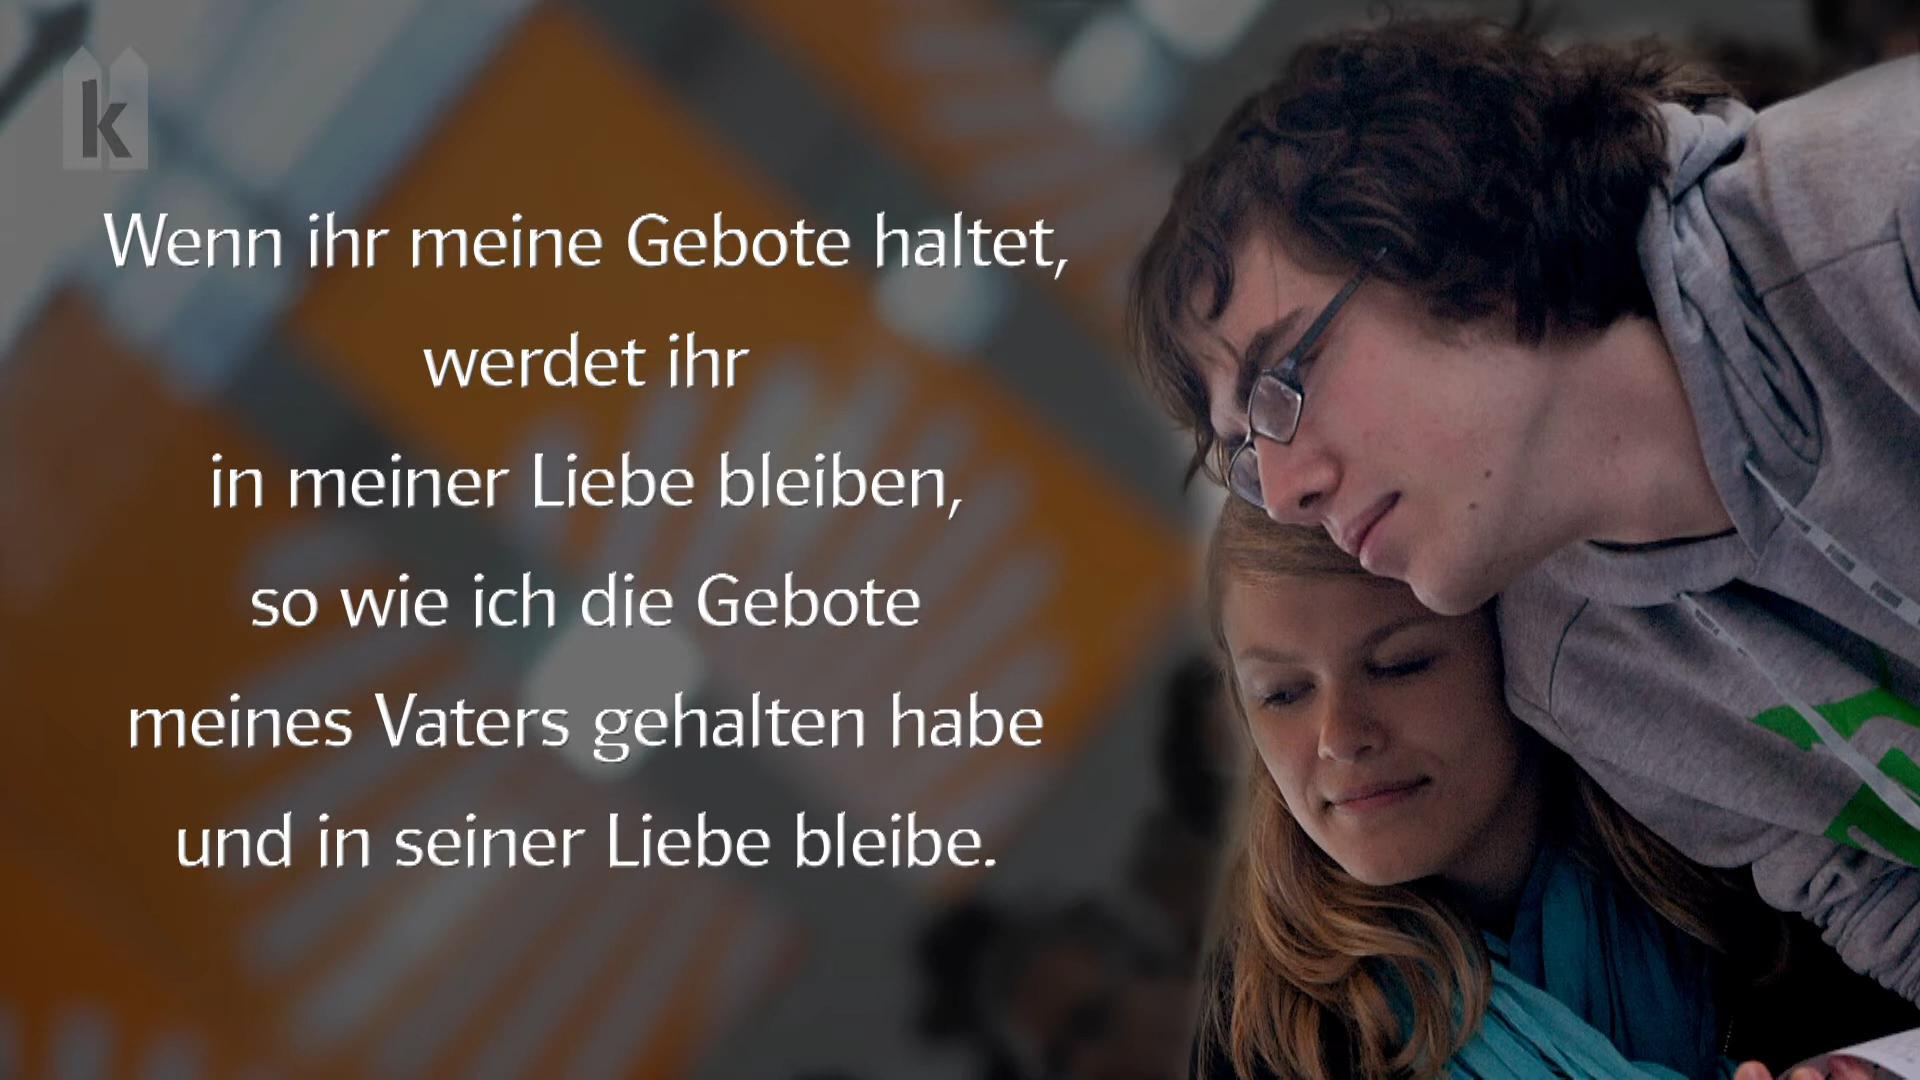 k
Wenn ihr meine Gebote haltet,
werdet ihr
in meiner Liebe bleiben,
so wie ich die Gebote
meines Vaters gehalten habe
und in seiner Liebe bleibe.